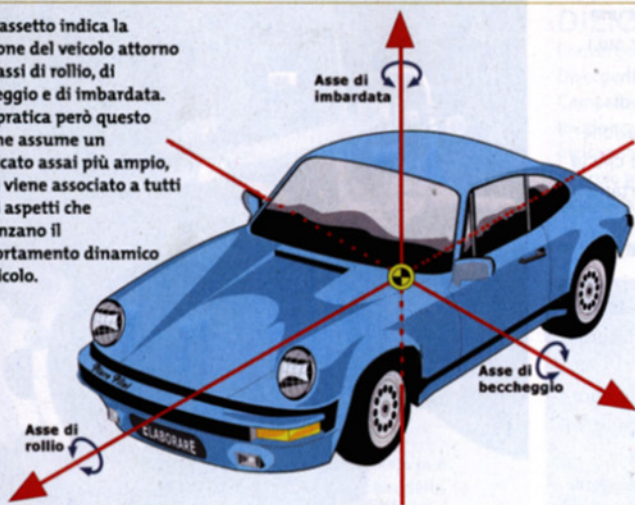 assetto indica la
one del veicolo attorno
assi di rollio, di
eggio e di imbardata.
pratica però questo
ne assume un
cato assai più ampio,
viene associato a tutti
i aspetti che
nzano il
ortamento dinamico
icolo.
Asse di
imbardata
Asse di
beccheggio
Asse di
rollio
ELABORARE